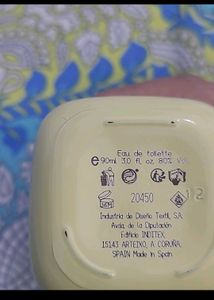 Eau de toilette
℮ 90ml 3.0 fl. oz. 80% Vol.
20450
12
Industria de Diseño Textil, S.A.
Avda. de la Diputación
Edificio INDITEX
15143 ARTEIXO, A CORUÑA,
SPAIN Made in Spain